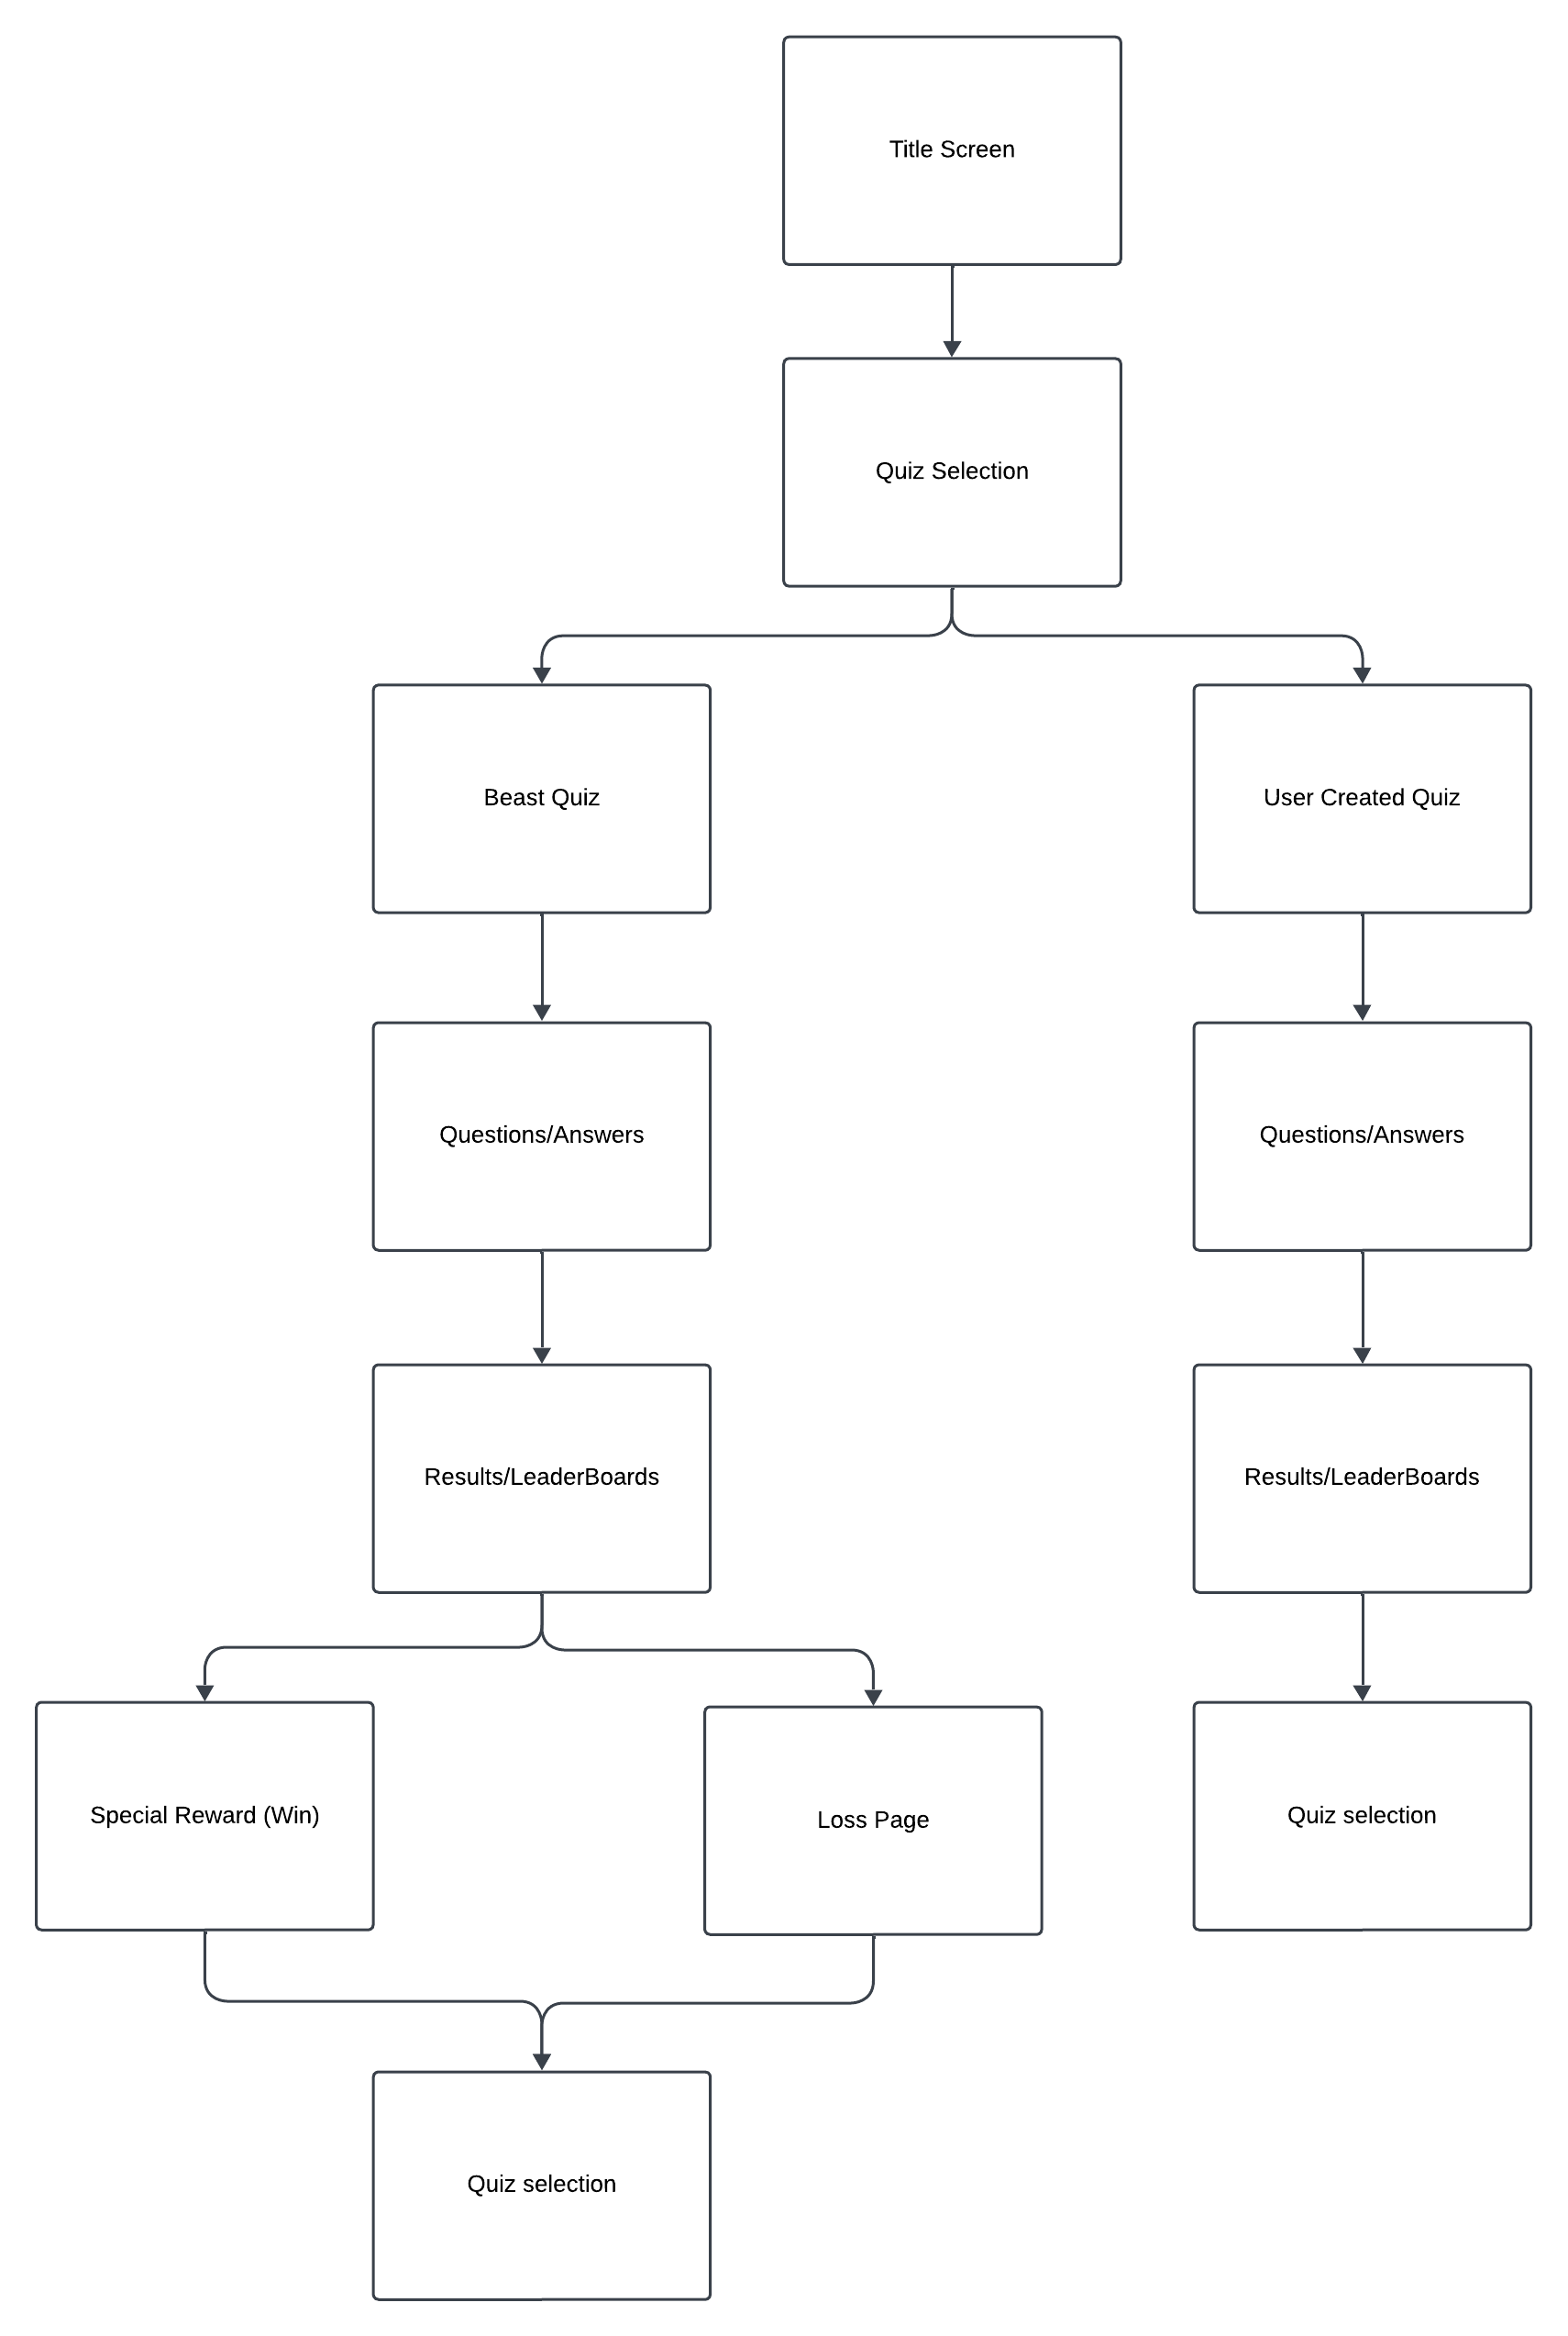 Title Screen
Quiz Selection
Beast Quiz
User Created Quiz
Questions/Answers
Questions/Answers
Results/LeaderBoards
Results/LeaderBoards
Special Reward (Win)
Loss Page
Quiz selection
Quiz selection